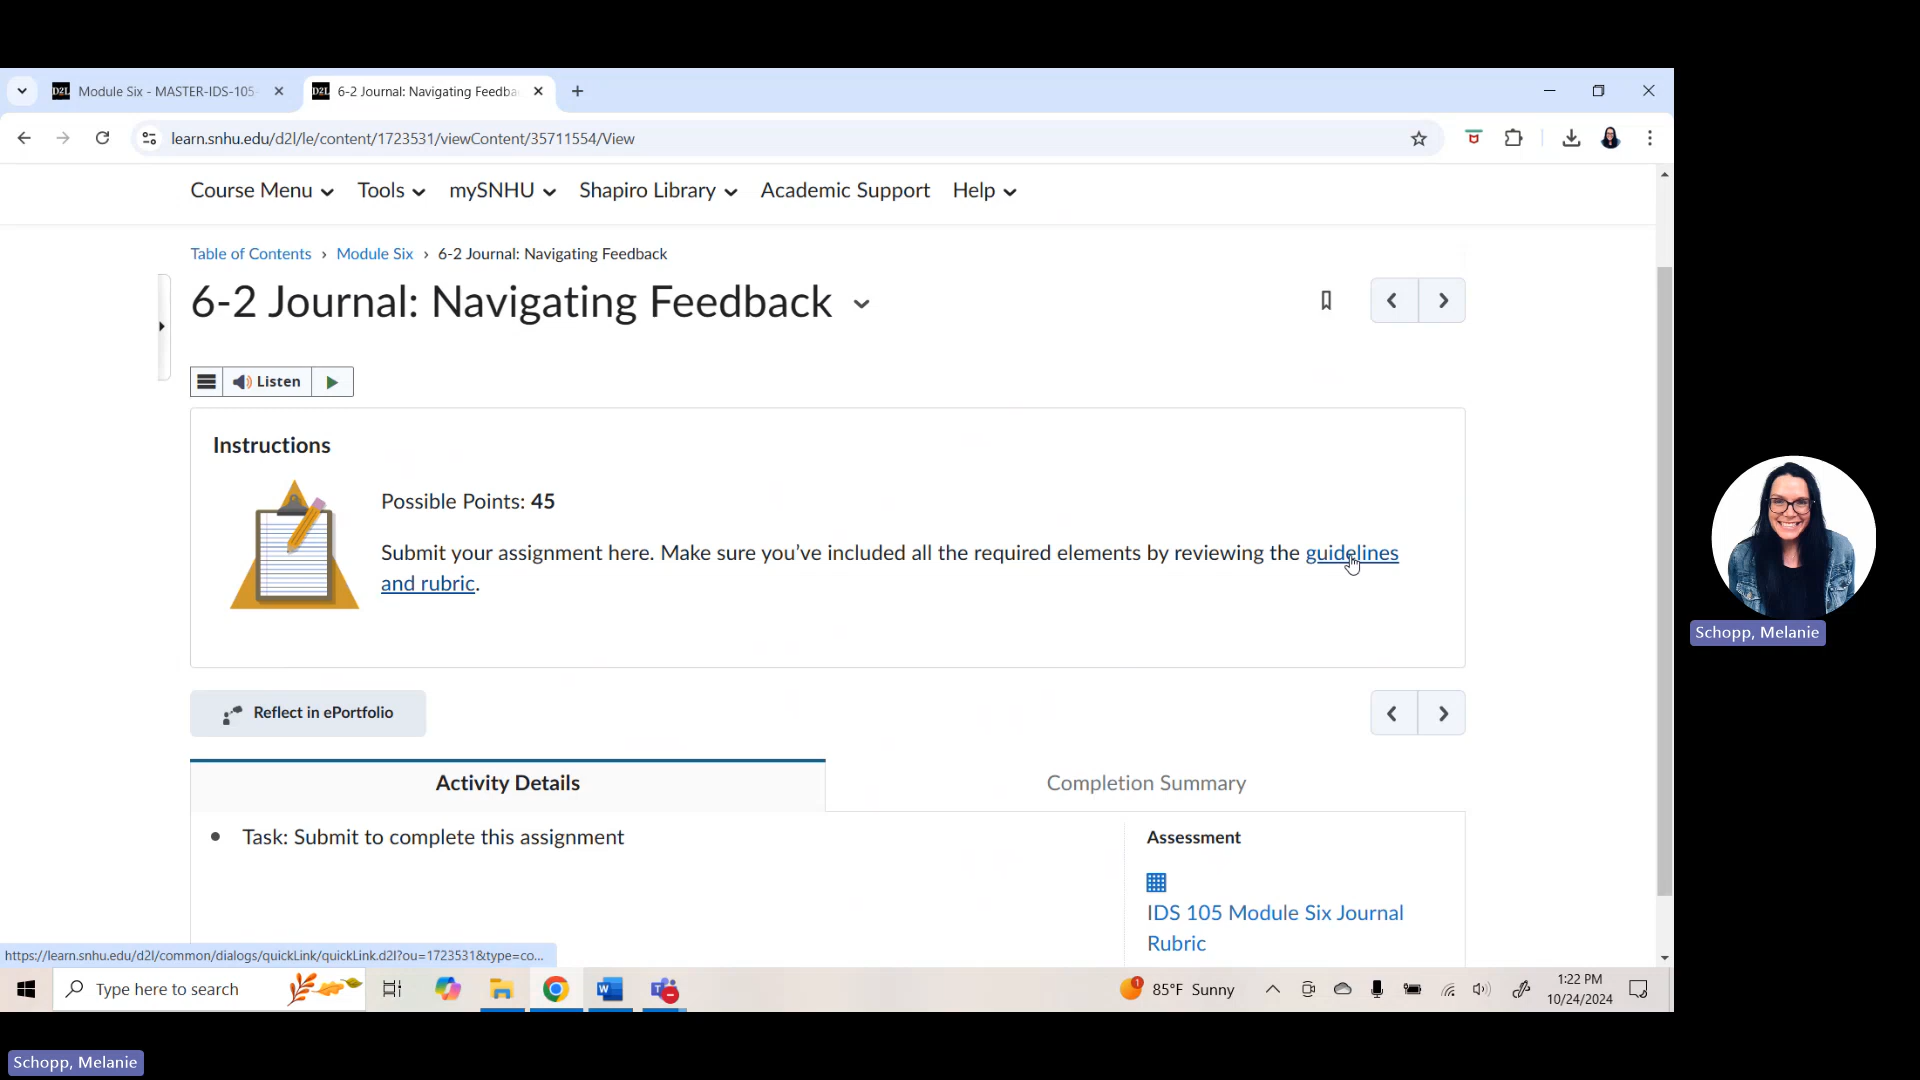 D2L Module Six - MASTER-IDS-105-
D2L 6-2 Journal: Navigating Feedba
learn.snhu.edu/d2l/le/content/1723531/viewContent/35711554/View
Course Menu Tools mySNHU Shapiro Library Academic Support Help
Table of Contents › Module Six › 6-2 Journal: Navigating Feedback
6-2 Journal: Navigating Feedback
Listen
Instructions
Possible Points: 45
Submit your assignment here. Make sure you've included all the required elements by reviewing the guidelines
and rubric.
Schopp, Melanie
Reflect in ePortfolio
Activity Details
Completion Summary
Task: Submit to complete this assignment
Assessment
IDS 105 Module Six Journal
Rubric
https://learn.snhu.edu/d2l/common/dialogs/quickLink/quickLink.d2l?ou=1723531&type=co...
Type here to search
1
85°F Sunny
1:22 PM
10/24/2024
Schopp, Melanie